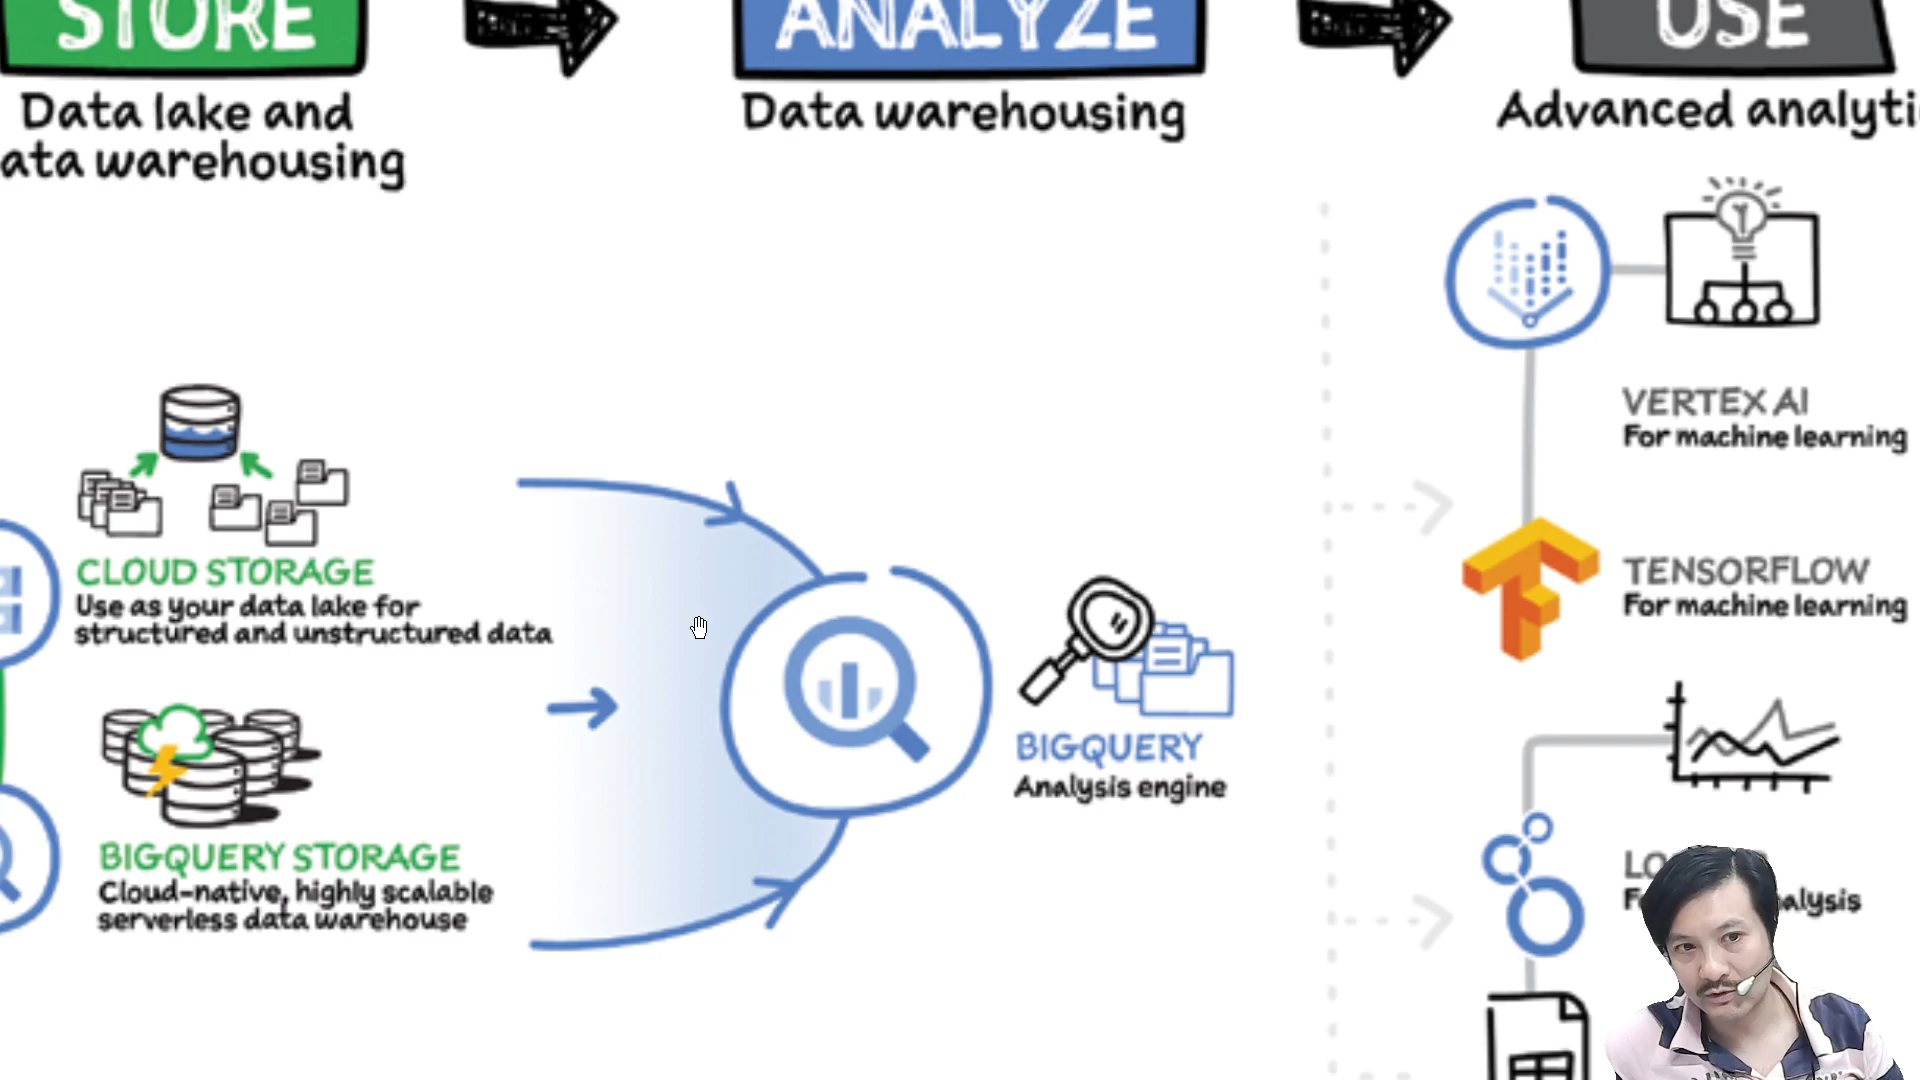 STORE
ANALYZE
USE
Data lake and
ata warehousing
Data warehousing
Advanced analyti
VERTEX AI
For machine learning
CLOUD STORAGE
Use as your data lake for
structured and unstructured data
TENSORFLOW
For machine learning
BIGQUERY
Analysis engine
BIGQUERY STORAGE
Cloud-native, highly scalable
serverless data warehouse
LO
F alysis